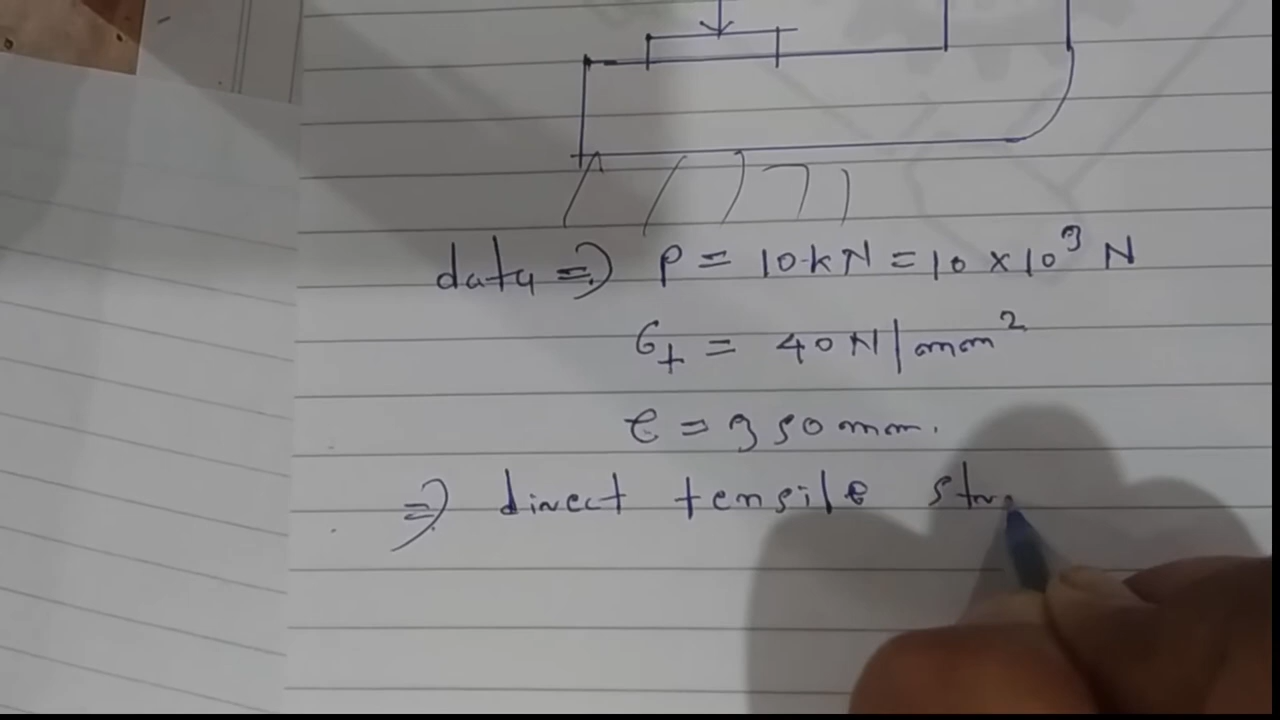 data ⇒ P = 10 kN = 10 × 10³ N
σt = 40 N/mm²
e = 350 mm.
⇒ direct tensile str